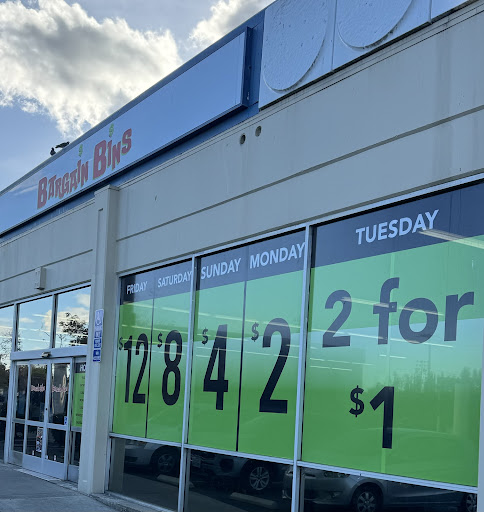 BARGAIN BINS
FRIDAY SATURDAY SUNDAY MONDAY TUESDAY
$12 $8 $4 $2 2 for $1